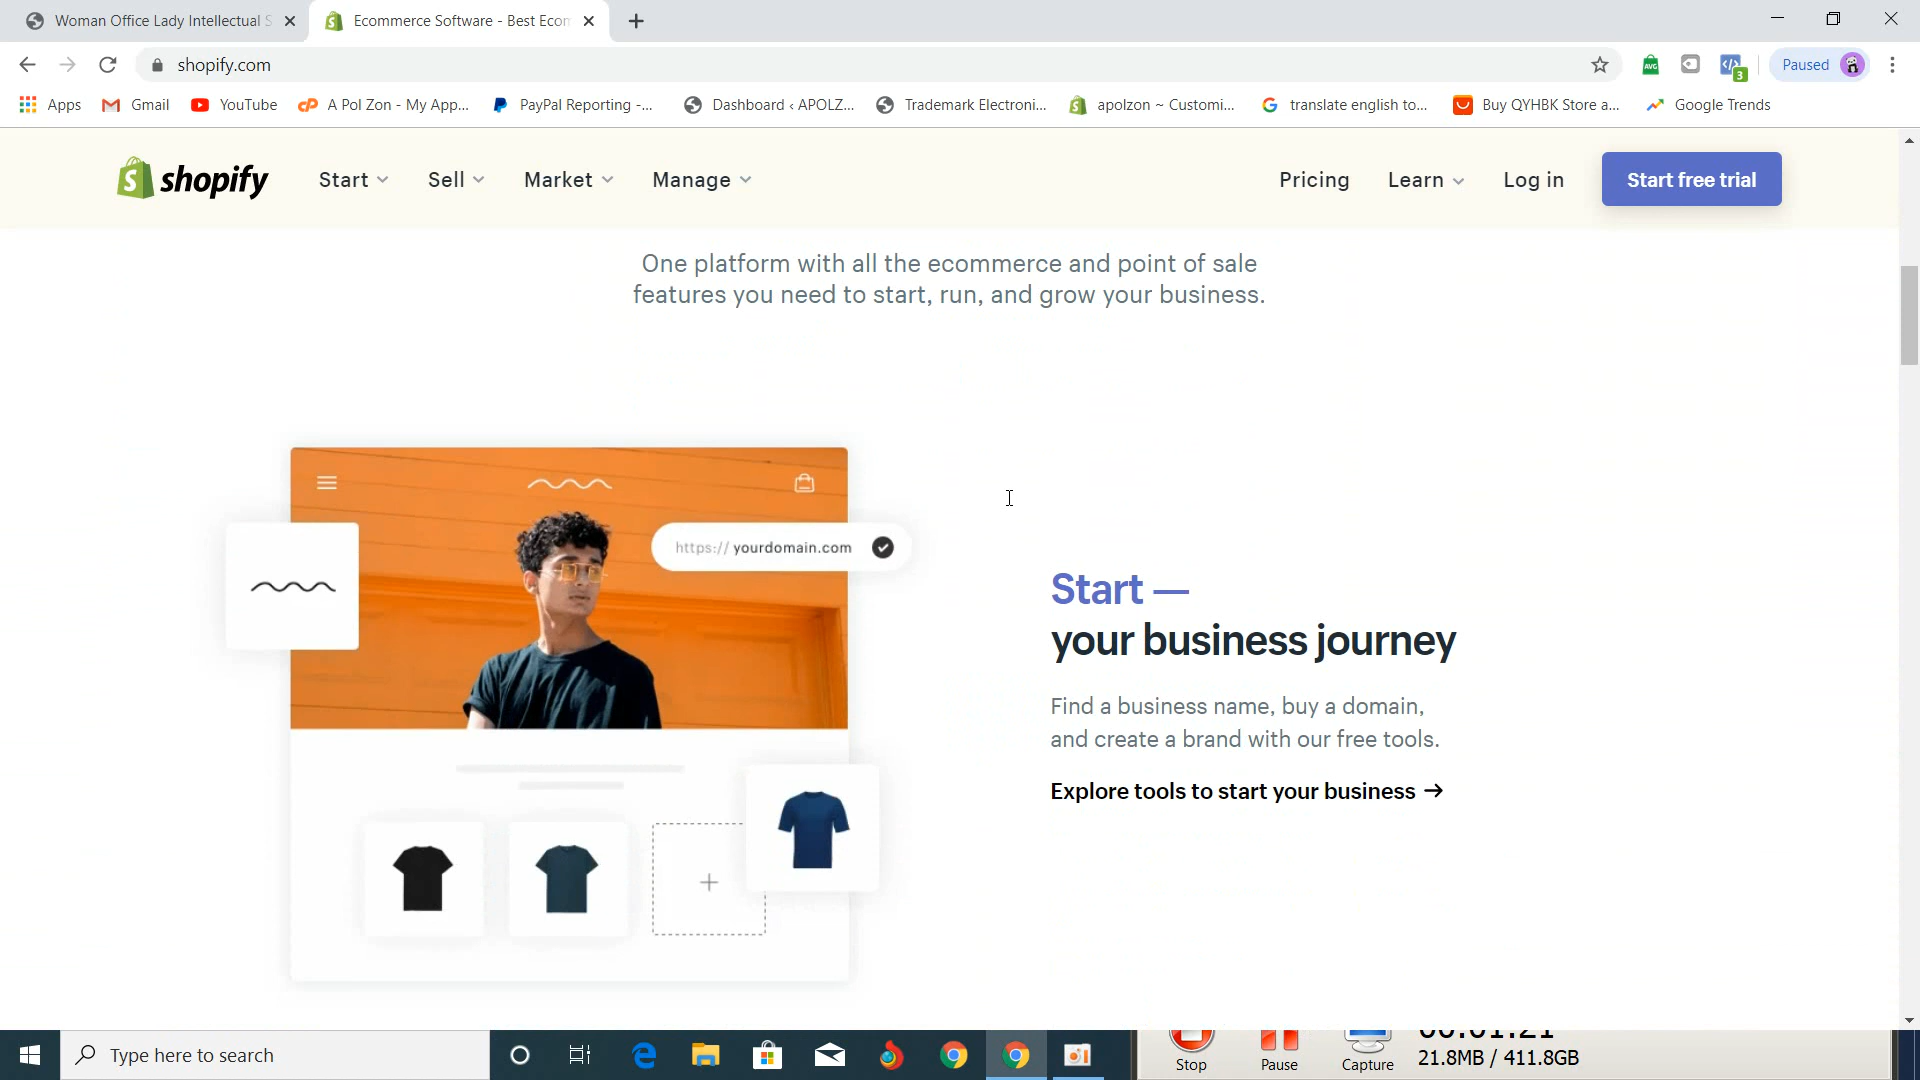 Woman Office Lady Intellectual S
Ecommerce Software - Best Ecom
shopify.com
Paused
Apps
Gmail
YouTube
A Pol Zon - My App...
PayPal Reporting -...
Dashboard ‹ APOLZ...
Trademark Electroni...
apolzon ~ Customi...
translate english to...
Buy QYHBK Store a...
Google Trends
AVG
3
shopify
Start
Sell
Market
Manage
Pricing
Learn
Log in
Start free trial
One platform with all the ecommerce and point of sale
features you need to start, run, and grow your business.
https:// yourdomain.com
Start —
your business journey
Find a business name, buy a domain,
and create a brand with our free tools.
Explore tools to start your business →
Type here to search
Stop
Pause
Capture
21.8MB / 411.8GB